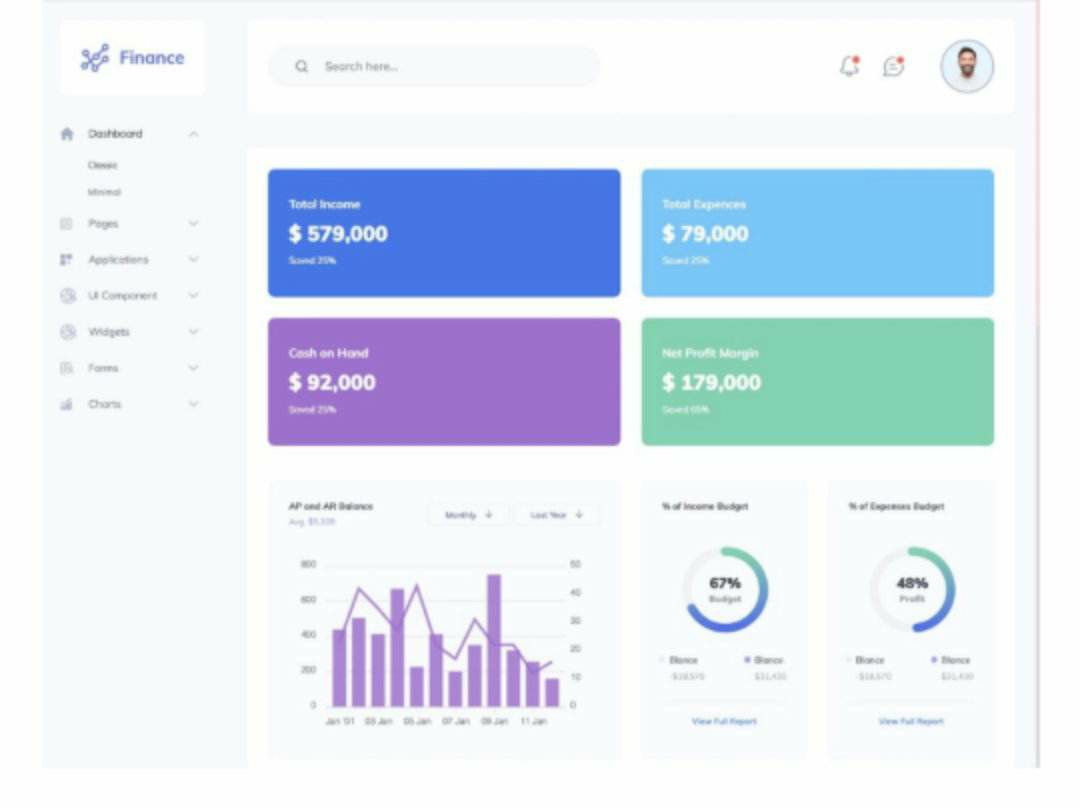 Finance
Search here...
Dashboard
Classic
Minimal
Pages
Applications
UI Component
Widgets
Forms
Charts
Total Income
$ 579,000
Saved 25%
Total Expences
$ 79,000
Saved 25%
Cash on Hand
$ 92,000
Saved 25%
Net Profit Margin
$ 179,000
Saved 65%
AP and AR Balance
Avg.
Monthly
Last Year
800
600
400
200
0
50
40
30
20
10
0
Jan '01 03 Jan 05 Jan 07 Jan 09 Jan 11 Jan
% of Income Budget
67%
Budget
Blance Blance
-$18,570 $31,430
View Full Report
% of Expenses Budget
48%
Profit
Blance Blance
-$18,570 $31,430
View Full Report